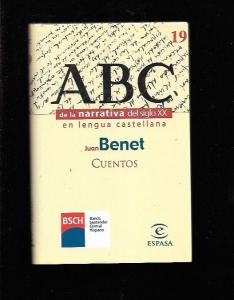 19
ABC
de la narrativa del siglo XX
en lengua castellana
Juan Benet
CUENTOS
BSCH
Banco
Santander
Central
Hispano
ESPASA